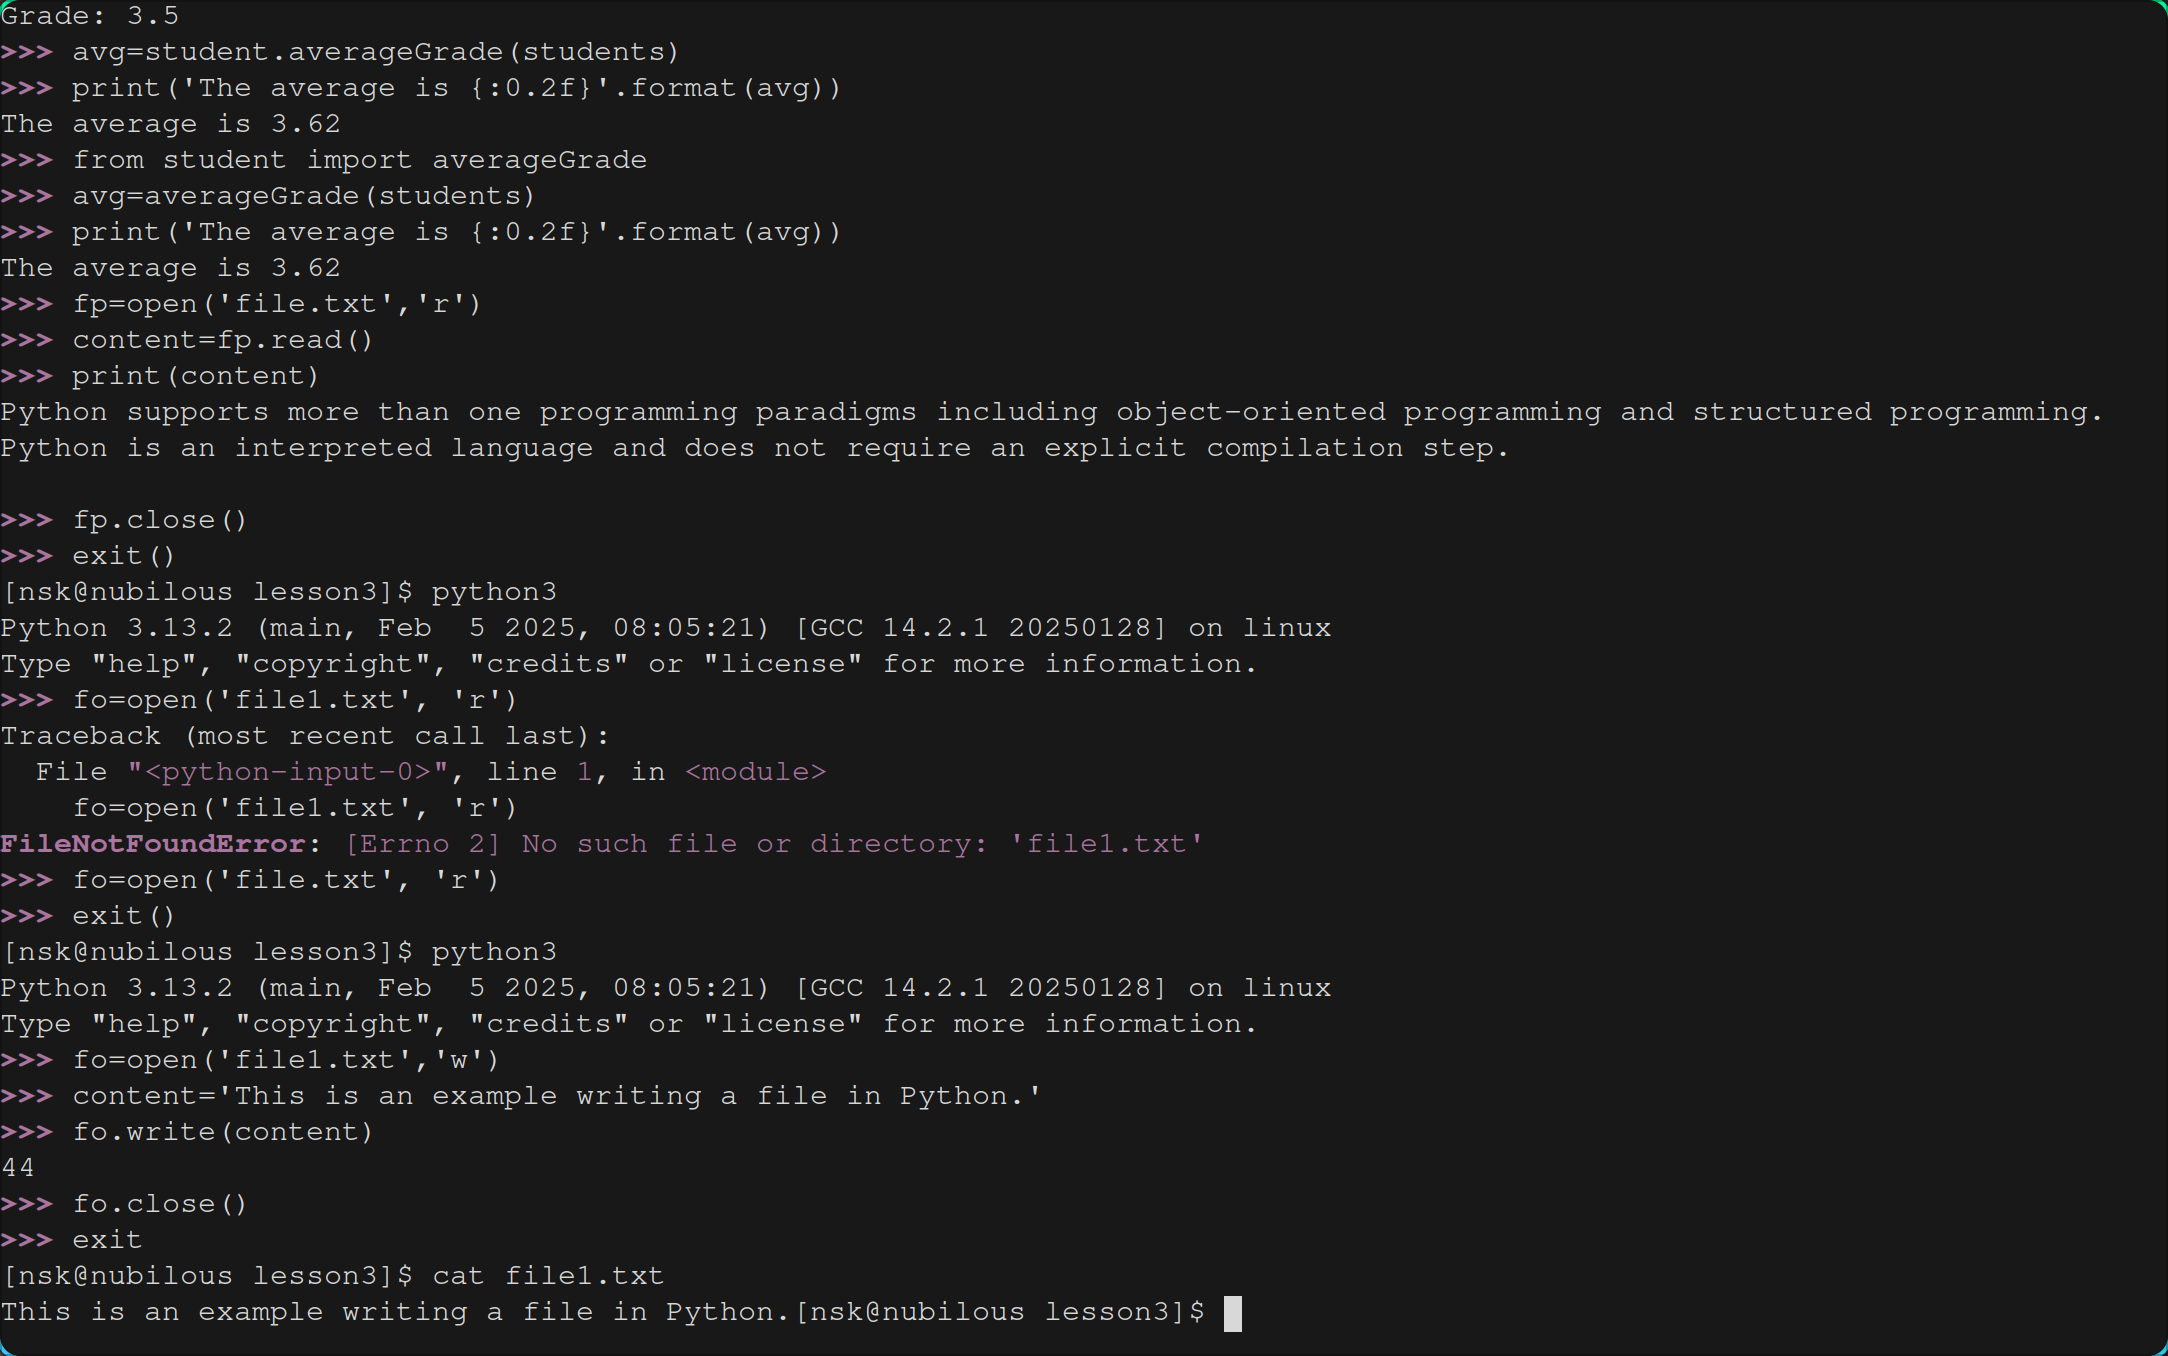 Grade: 3.5
>>> avg=student.averageGrade(students)
>>> print('The average is {:0.2f}'.format(avg))
The average is 3.62
>>> from student import averageGrade
>>> avg=averageGrade(students)
>>> print('The average is {:0.2f}'.format(avg))
The average is 3.62
>>> fp=open('file.txt','r')
>>> content=fp.read()
>>> print(content)
Python supports more than one programming paradigms including object-oriented programming and structured programming.
Python is an interpreted language and does not require an explicit compilation step.

>>> fp.close()
>>> exit()
[nsk@nubilous lesson3]$ python3
Python 3.13.2 (main, Feb  5 2025, 08:05:21) [GCC 14.2.1 20250128] on linux
Type "help", "copyright", "credits" or "license" for more information.
>>> fo=open('file1.txt', 'r')
Traceback (most recent call last):
  File "<python-input-0>", line 1, in <module>
    fo=open('file1.txt', 'r')
FileNotFoundError: [Errno 2] No such file or directory: 'file1.txt'
>>> fo=open('file.txt', 'r')
>>> exit()
[nsk@nubilous lesson3]$ python3
Python 3.13.2 (main, Feb  5 2025, 08:05:21) [GCC 14.2.1 20250128] on linux
Type "help", "copyright", "credits" or "license" for more information.
>>> fo=open('file1.txt','w')
>>> content='This is an example writing a file in Python.'
>>> fo.write(content)
44
>>> fo.close()
>>> exit
[nsk@nubilous lesson3]$ cat file1.txt
This is an example writing a file in Python.[nsk@nubilous lesson3]$